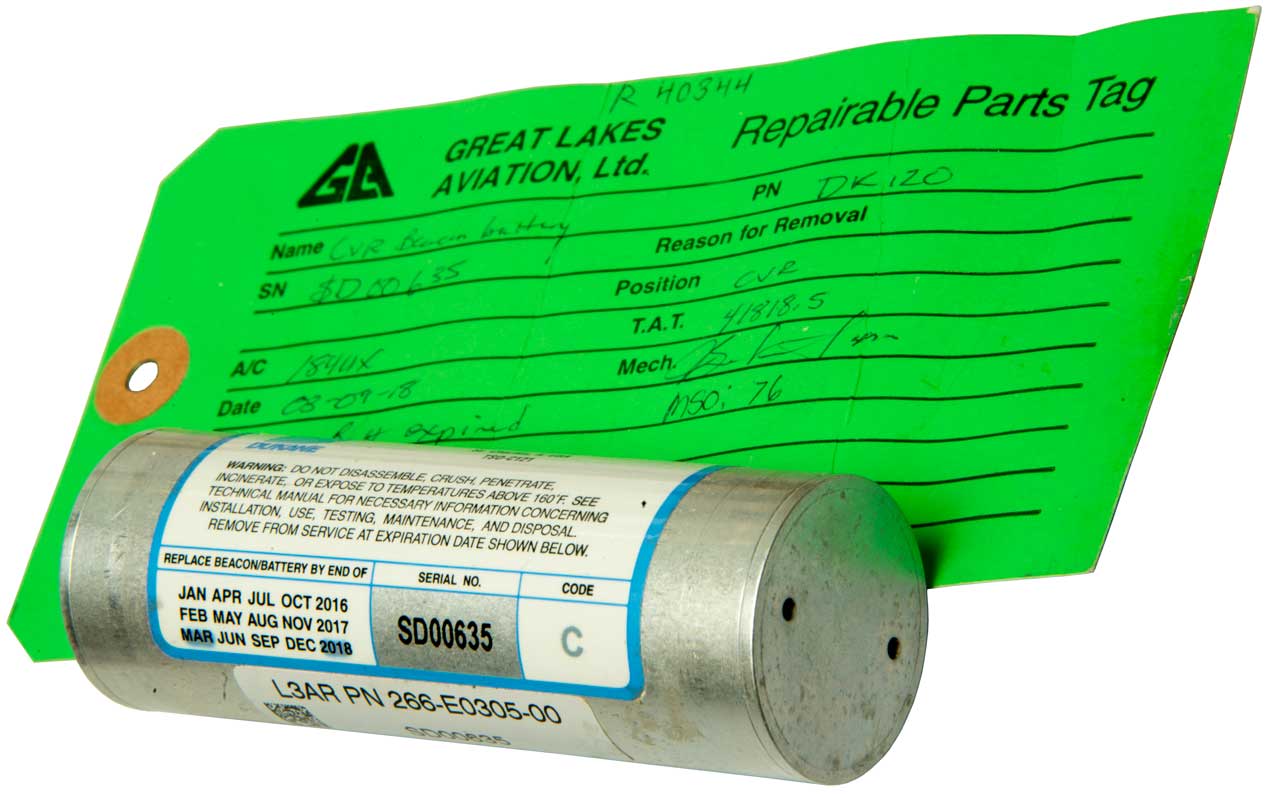 R 40344
GREAT LAKES
AVIATION, Ltd.
Repairable Parts Tag
Name CVR Beacon battery
PN DK120
SN SD00635
Reason for Removal
Position CVR
T.A.T. 41818.5
A/C 184UX
Mech.
Date 08-09-18
MSO: 76
expired
DUKANE
TSO-C121
WARNING: DO NOT DISASSEMBLE, CRUSH, PENETRATE,
INCINERATE, OR EXPOSE TO TEMPERATURES ABOVE 160°F. SEE
TECHNICAL MANUAL FOR NECESSARY INFORMATION CONCERNING
INSTALLATION, USE, TESTING, MAINTENANCE, AND DISPOSAL.
REMOVE FROM SERVICE AT EXPIRATION DATE SHOWN BELOW.
REPLACE BEACON/BATTERY BY END OF
SERIAL NO.
CODE
JAN APR JUL OCT 2016
FEB MAY AUG NOV 2017
MAR JUN SEP DEC 2018
SD00635
C
L3AR PN 266-E0305-00
SD00635